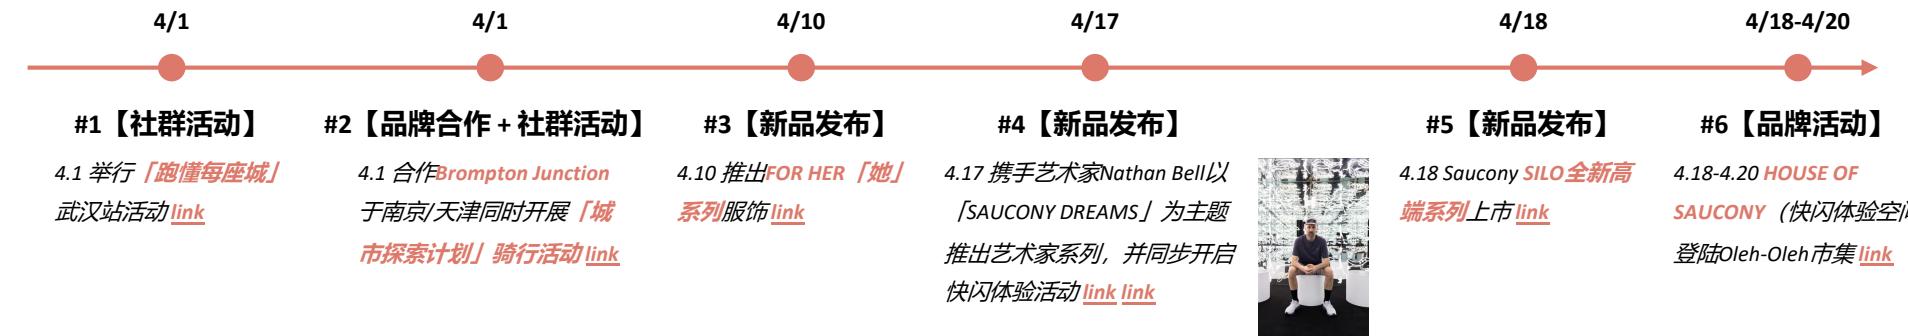 4/1
#1【社群活动】
4.1 举行「跑懂每座城」
武汉站活动 link
4/1
#2【品牌合作 + 社群活动】
4.1 合作Brompton Junction
于南京/天津同时开展「城
市探索计划」骑行活动 link
4/10
#3【新品发布】
4.10 推出FOR HER「她」
系列服饰 link
4/17
#4【新品发布】
4.17 携手艺术家Nathan Bell以
「SAUCONY DREAMS」为主题
推出艺术家系列，并同步开启
快闪体验活动 link link
4/18
#5【新品发布】
4.18 Saucony SILO全新高
端系列上市 link
4/18-4/20
#6【品牌活动】
4.18-4.20 HOUSE OF
SAUCONY（快闪体验空
登陆Oleh-Oleh市集 link